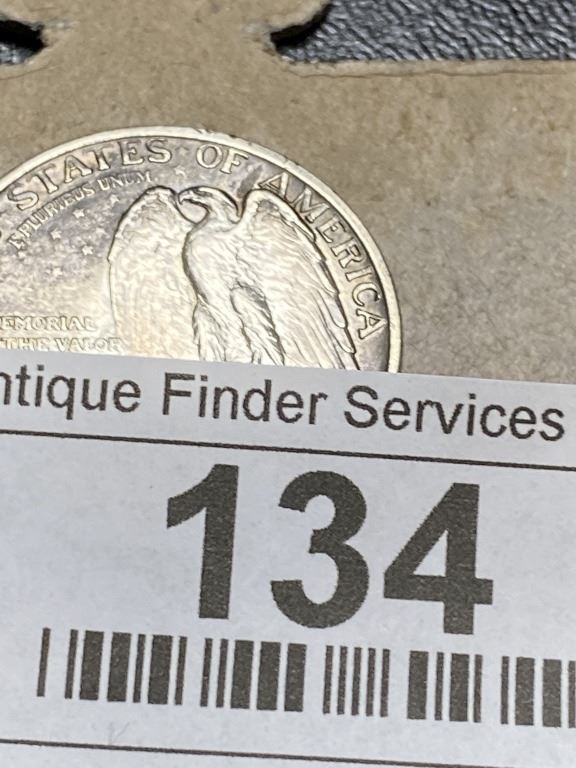 STATES OF AMERICA
E PLURIBUS UNUM
EMORIAL
THE VALOR
ntique Finder Services
134